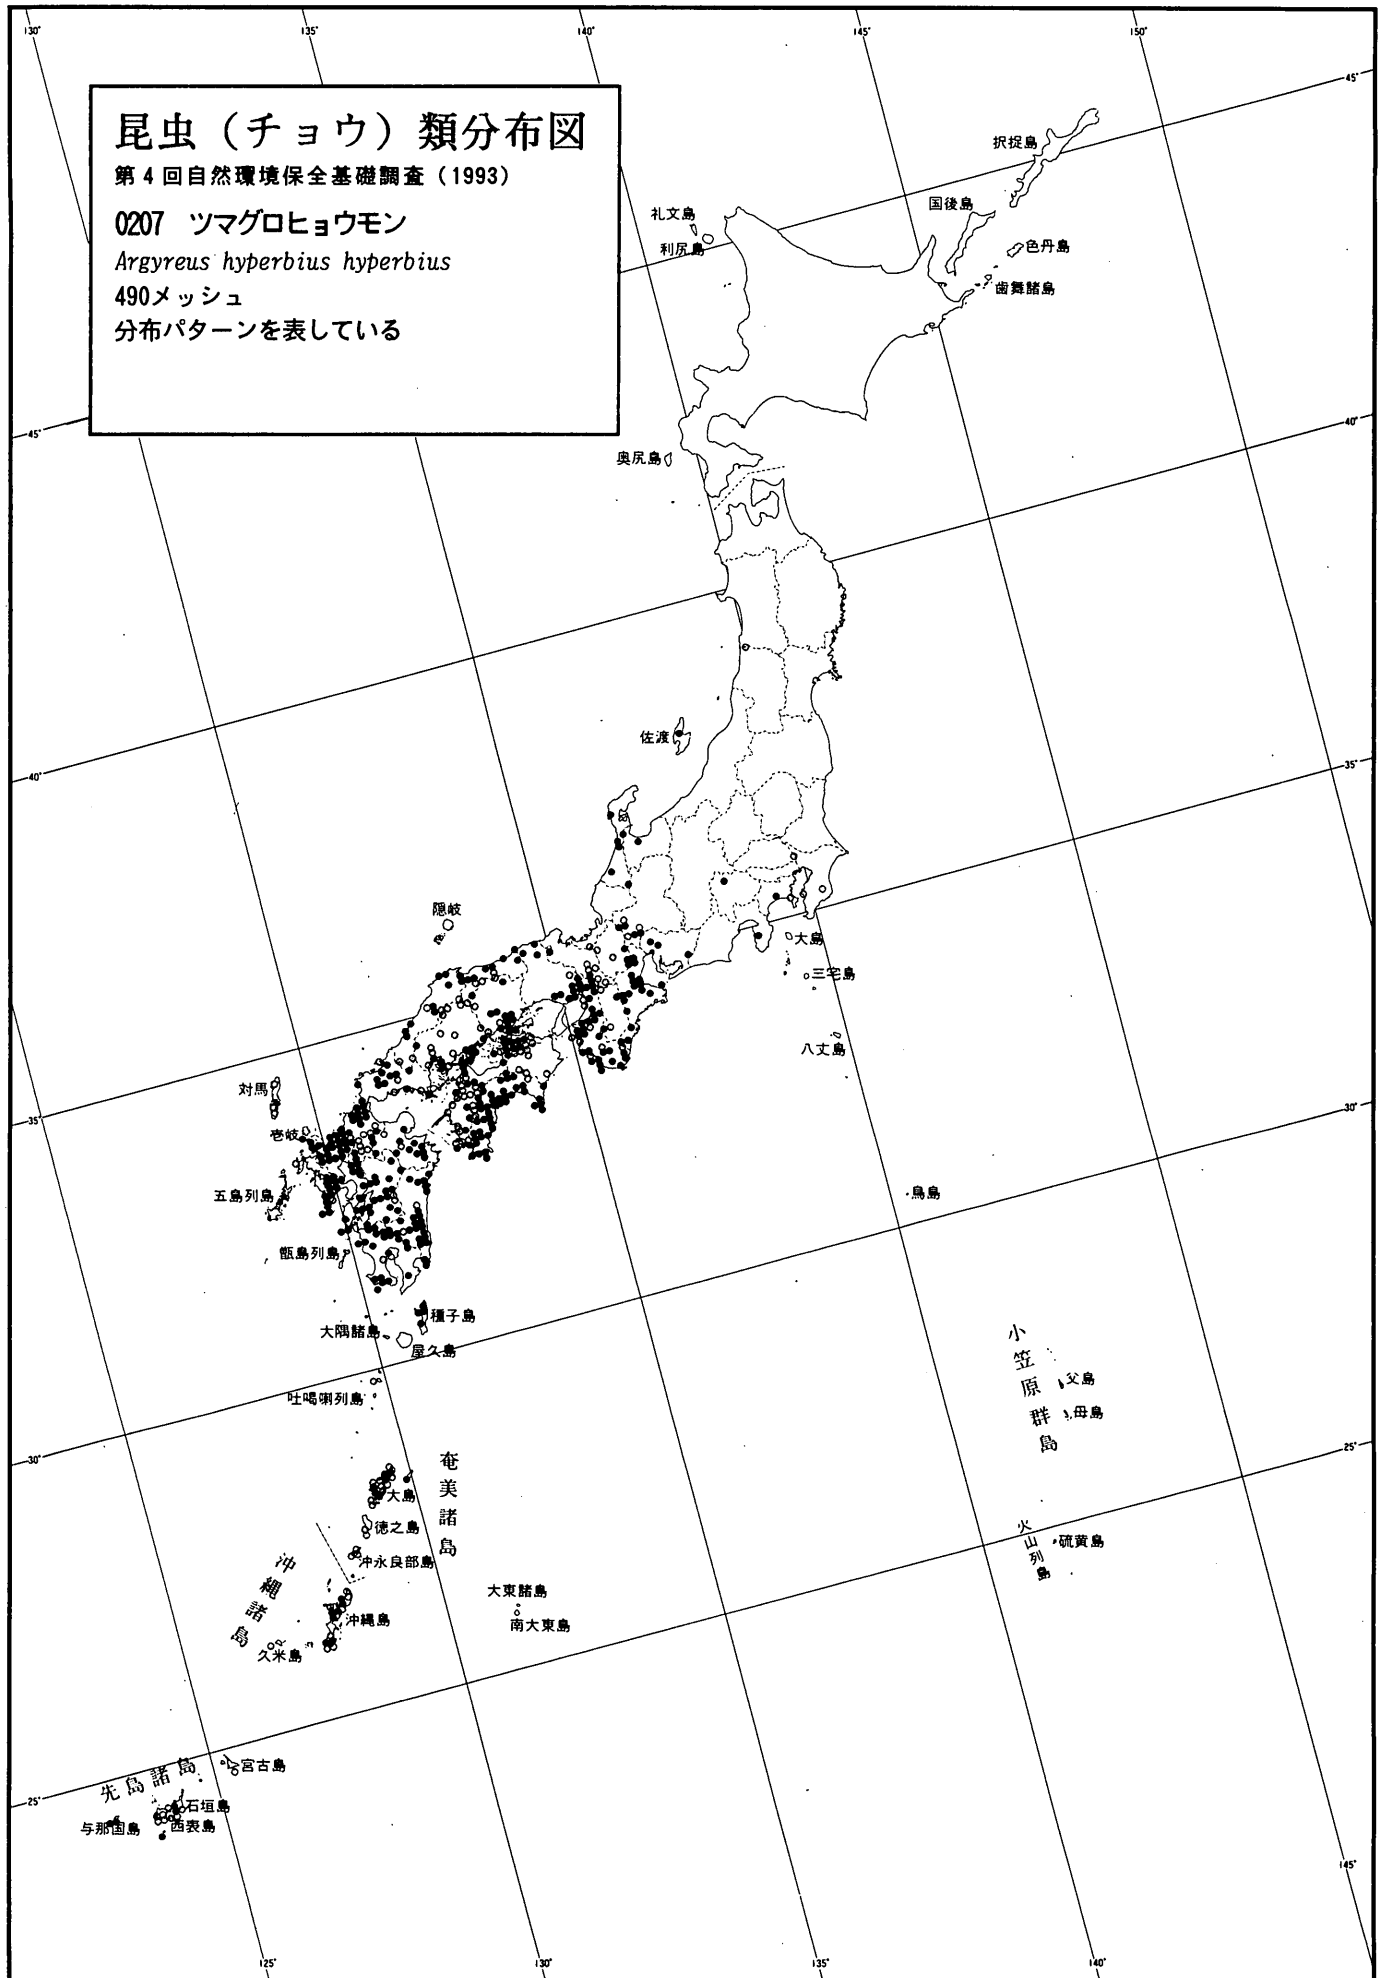 昆虫（チョウ）類分布図
第4回自然環境保全基礎調査（1993）
0207 ツマグロヒョウモン
Argyreus hyperbius hyperbius
490メッシュ
分布パターンを表している
130°
135°
140°
145°
150°
45°
択捉島
国後島
色丹島
歯舞諸島
礼文島
利尻島
45°
40°
奥尻島
佐渡
40°
35°
隠岐
大島
三宅島
八丈島
対馬
壱岐
35°
30°
五島列島
甑島列島
鳥島
種子島
大隅諸島
屋久島
吐喝喇列島
小笠原群島
父島
母島
30°
25°
奄美諸島
大島
徳之島
沖永良部島
火山列島
硫黄島
沖縄諸島
沖縄島
久米島
大東諸島
南大東島
先島諸島
宮古島
石垣島
西表島
与那国島
25°
145°
125°
130°
135°
140°